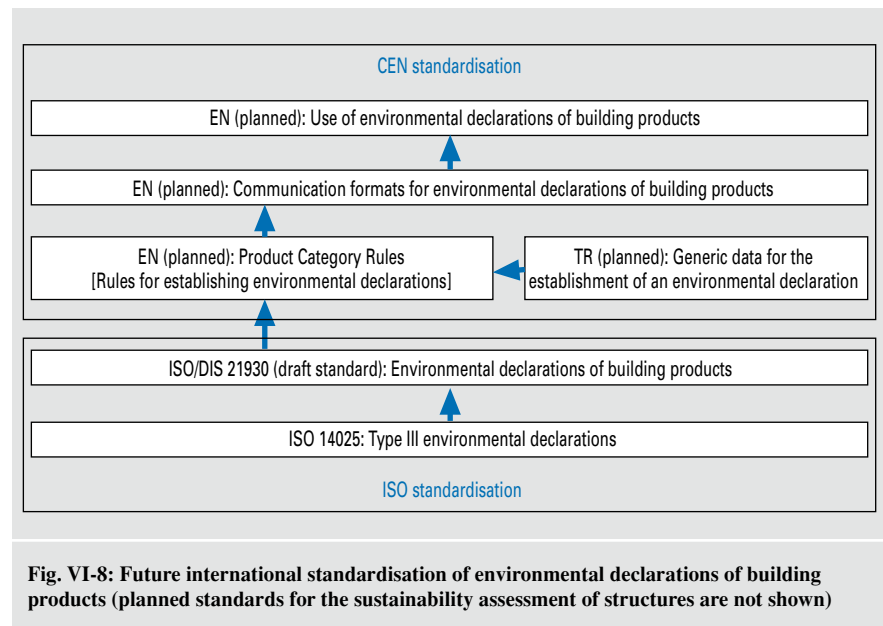 CEN standardisation
EN (planned): Use of environmental declarations of building products
EN (planned): Communication formats for environmental declarations of building products
EN (planned): Product Category Rules
[Rules for establishing environmental declarations]
TR (planned): Generic data for the
establishment of an environmental declaration
ISO/DIS 21930 (draft standard): Environmental declarations of building products
ISO 14025: Type III environmental declarations
ISO standardisation
Fig. VI-8: Future international standardisation of environmental declarations of building
products (planned standards for the sustainability assessment of structures are not shown)